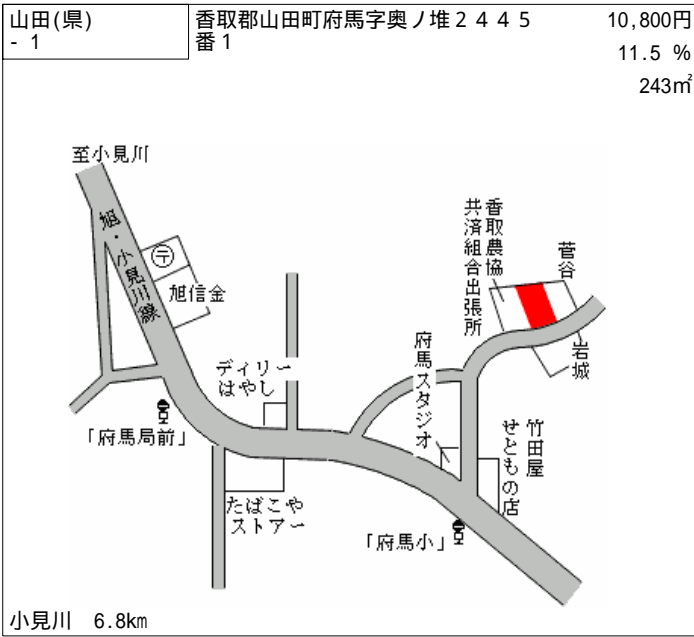 山田(県)
- 1
香取郡山田町府馬字奥ノ堆２４４５
番１
10,800円
11.5 %
243㎡
至小見川
旭・小見川線
〒
旭信金
香取農協
共済組合出張所
菅谷
岩城
府馬スタジオ
ディリー
はやし
「府馬局前」
竹田屋
せともの店
たばこや
ストアー
「府馬小」
小見川 6.8km